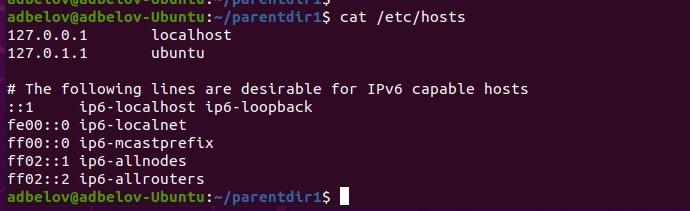 adbelov@adbelov-Ubuntu:~/parentdir1$ cat /etc/hosts
127.0.0.1       localhost
127.0.1.1       ubuntu
# The following lines are desirable for IPv6 capable hosts
::1     ip6-localhost ip6-loopback
fe00::0 ip6-localnet
ff00::0 ip6-mcastprefix
ff02::1 ip6-allnodes
ff02::2 ip6-allrouters
adbelov@adbelov-Ubuntu:~/parentdir1$